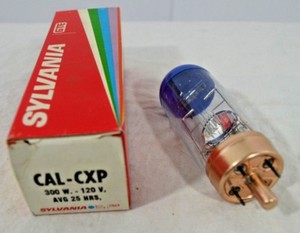 SYLVANIA
CAL-CXP
300 W. - 120 V.
AVG 25 HRS.
SYLVANIA